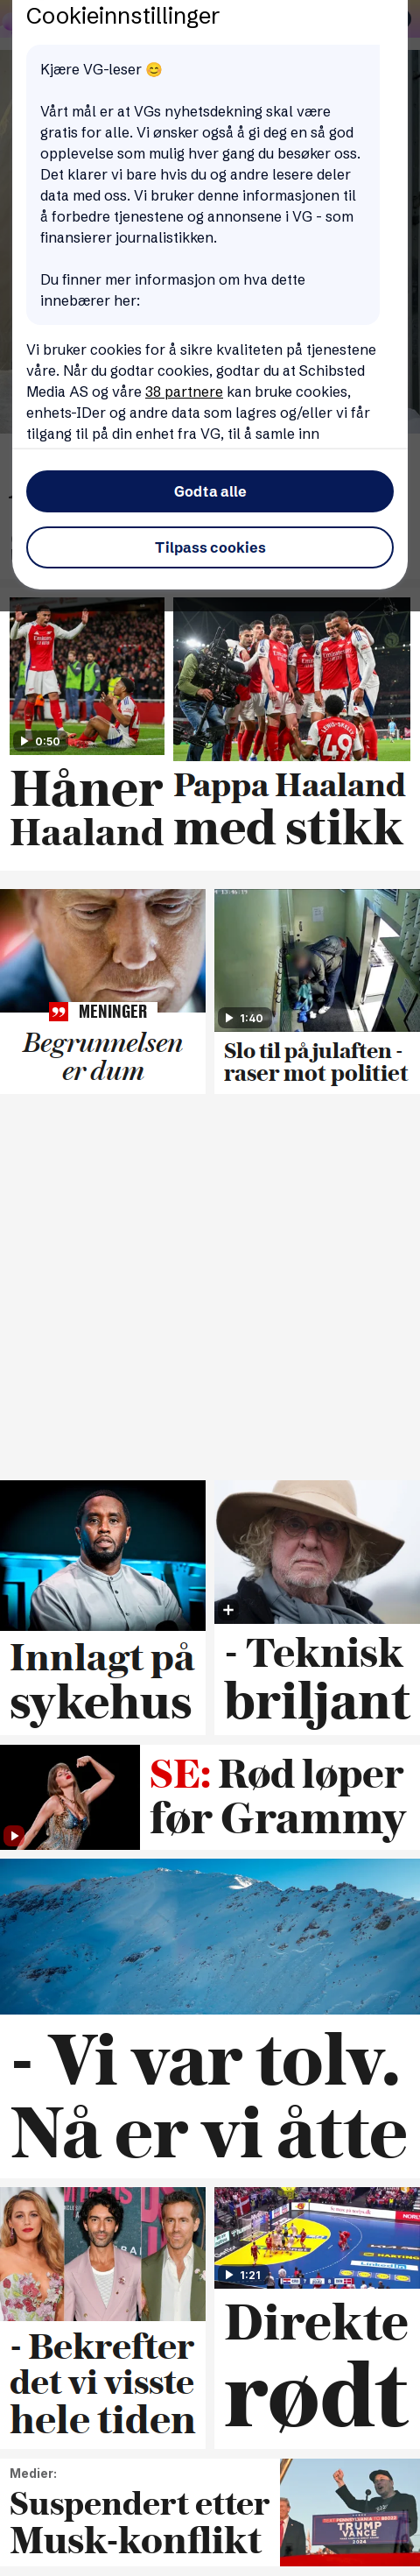 Cookieinnstillinger
Kjære VG-leser 😊
Vårt mål er at VGs nyhetsdekning skal være
gratis for alle. Vi ønsker også å gi deg en så god
opplevelse som mulig hver gang du besøker oss.
Det klarer vi bare hvis du og andre lesere deler
data med oss. Vi bruker denne informasjonen til
å forbedre tjenestene og annonsene i VG - som
finansierer journalistikken.
Du finner mer informasjon om hva dette
innebærer her:
Vi bruker cookies for å sikre kvaliteten på tjenestene
våre. Når du godtar cookies, godtar du at Schibsted
Media AS og våre 38 partnere kan bruke cookies,
enhets-IDer og andre data som lagres og/eller vi får
tilgang til på din enhet fra VG, til å samle inn
Godta alle
Tilpass cookies
0:50
LEWIS-SKELLY
49
Håner
Haaland
Pappa Haaland
med stikk
MENINGER
Begrunnelsen
er dum
1:40
Slo til på julaften -
raser mot politiet
Innlagt på
sykehus
- Teknisk
briljant
SE: Rød løper
før Grammy
- Vi var tolv.
Nå er vi åtte
- Bekrefter
det vi visste
hele tiden
1:21
Direkte
rødt
Medier:
Suspendert etter
Musk-konflikt
TRUMP
VANCE